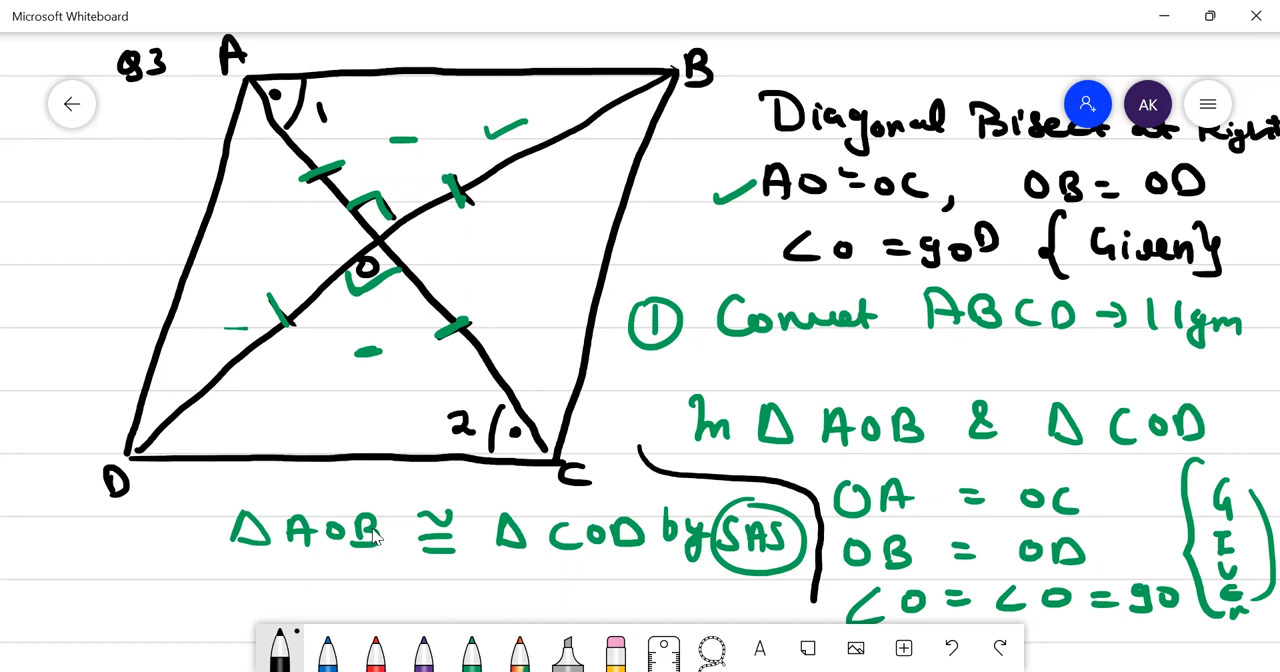 Microsoft Whiteboard
Q3
A
B
1
O
2
D
C
AK
Diagonal Bisect at Right
AO = OC, OB = OD
∠O = 90° {Given}
① Convert ABCD → ||gm
In Δ AOB & Δ COD
OA = OC
OB = OD
∠O = ∠O = 90
{Given)
Δ AOB ≅ Δ COD by SAS
A